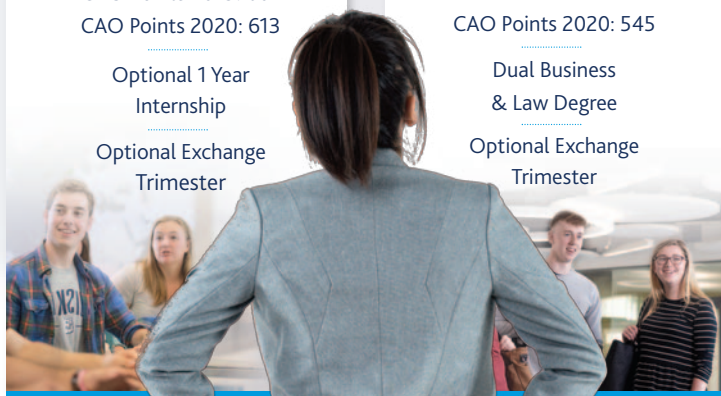 CAO Points 2020: 613
Optional 1 Year
Internship
Optional Exchange
Trimester
CAO Points 2020: 545
Dual Business
& Law Degree
Optional Exchange
Trimester